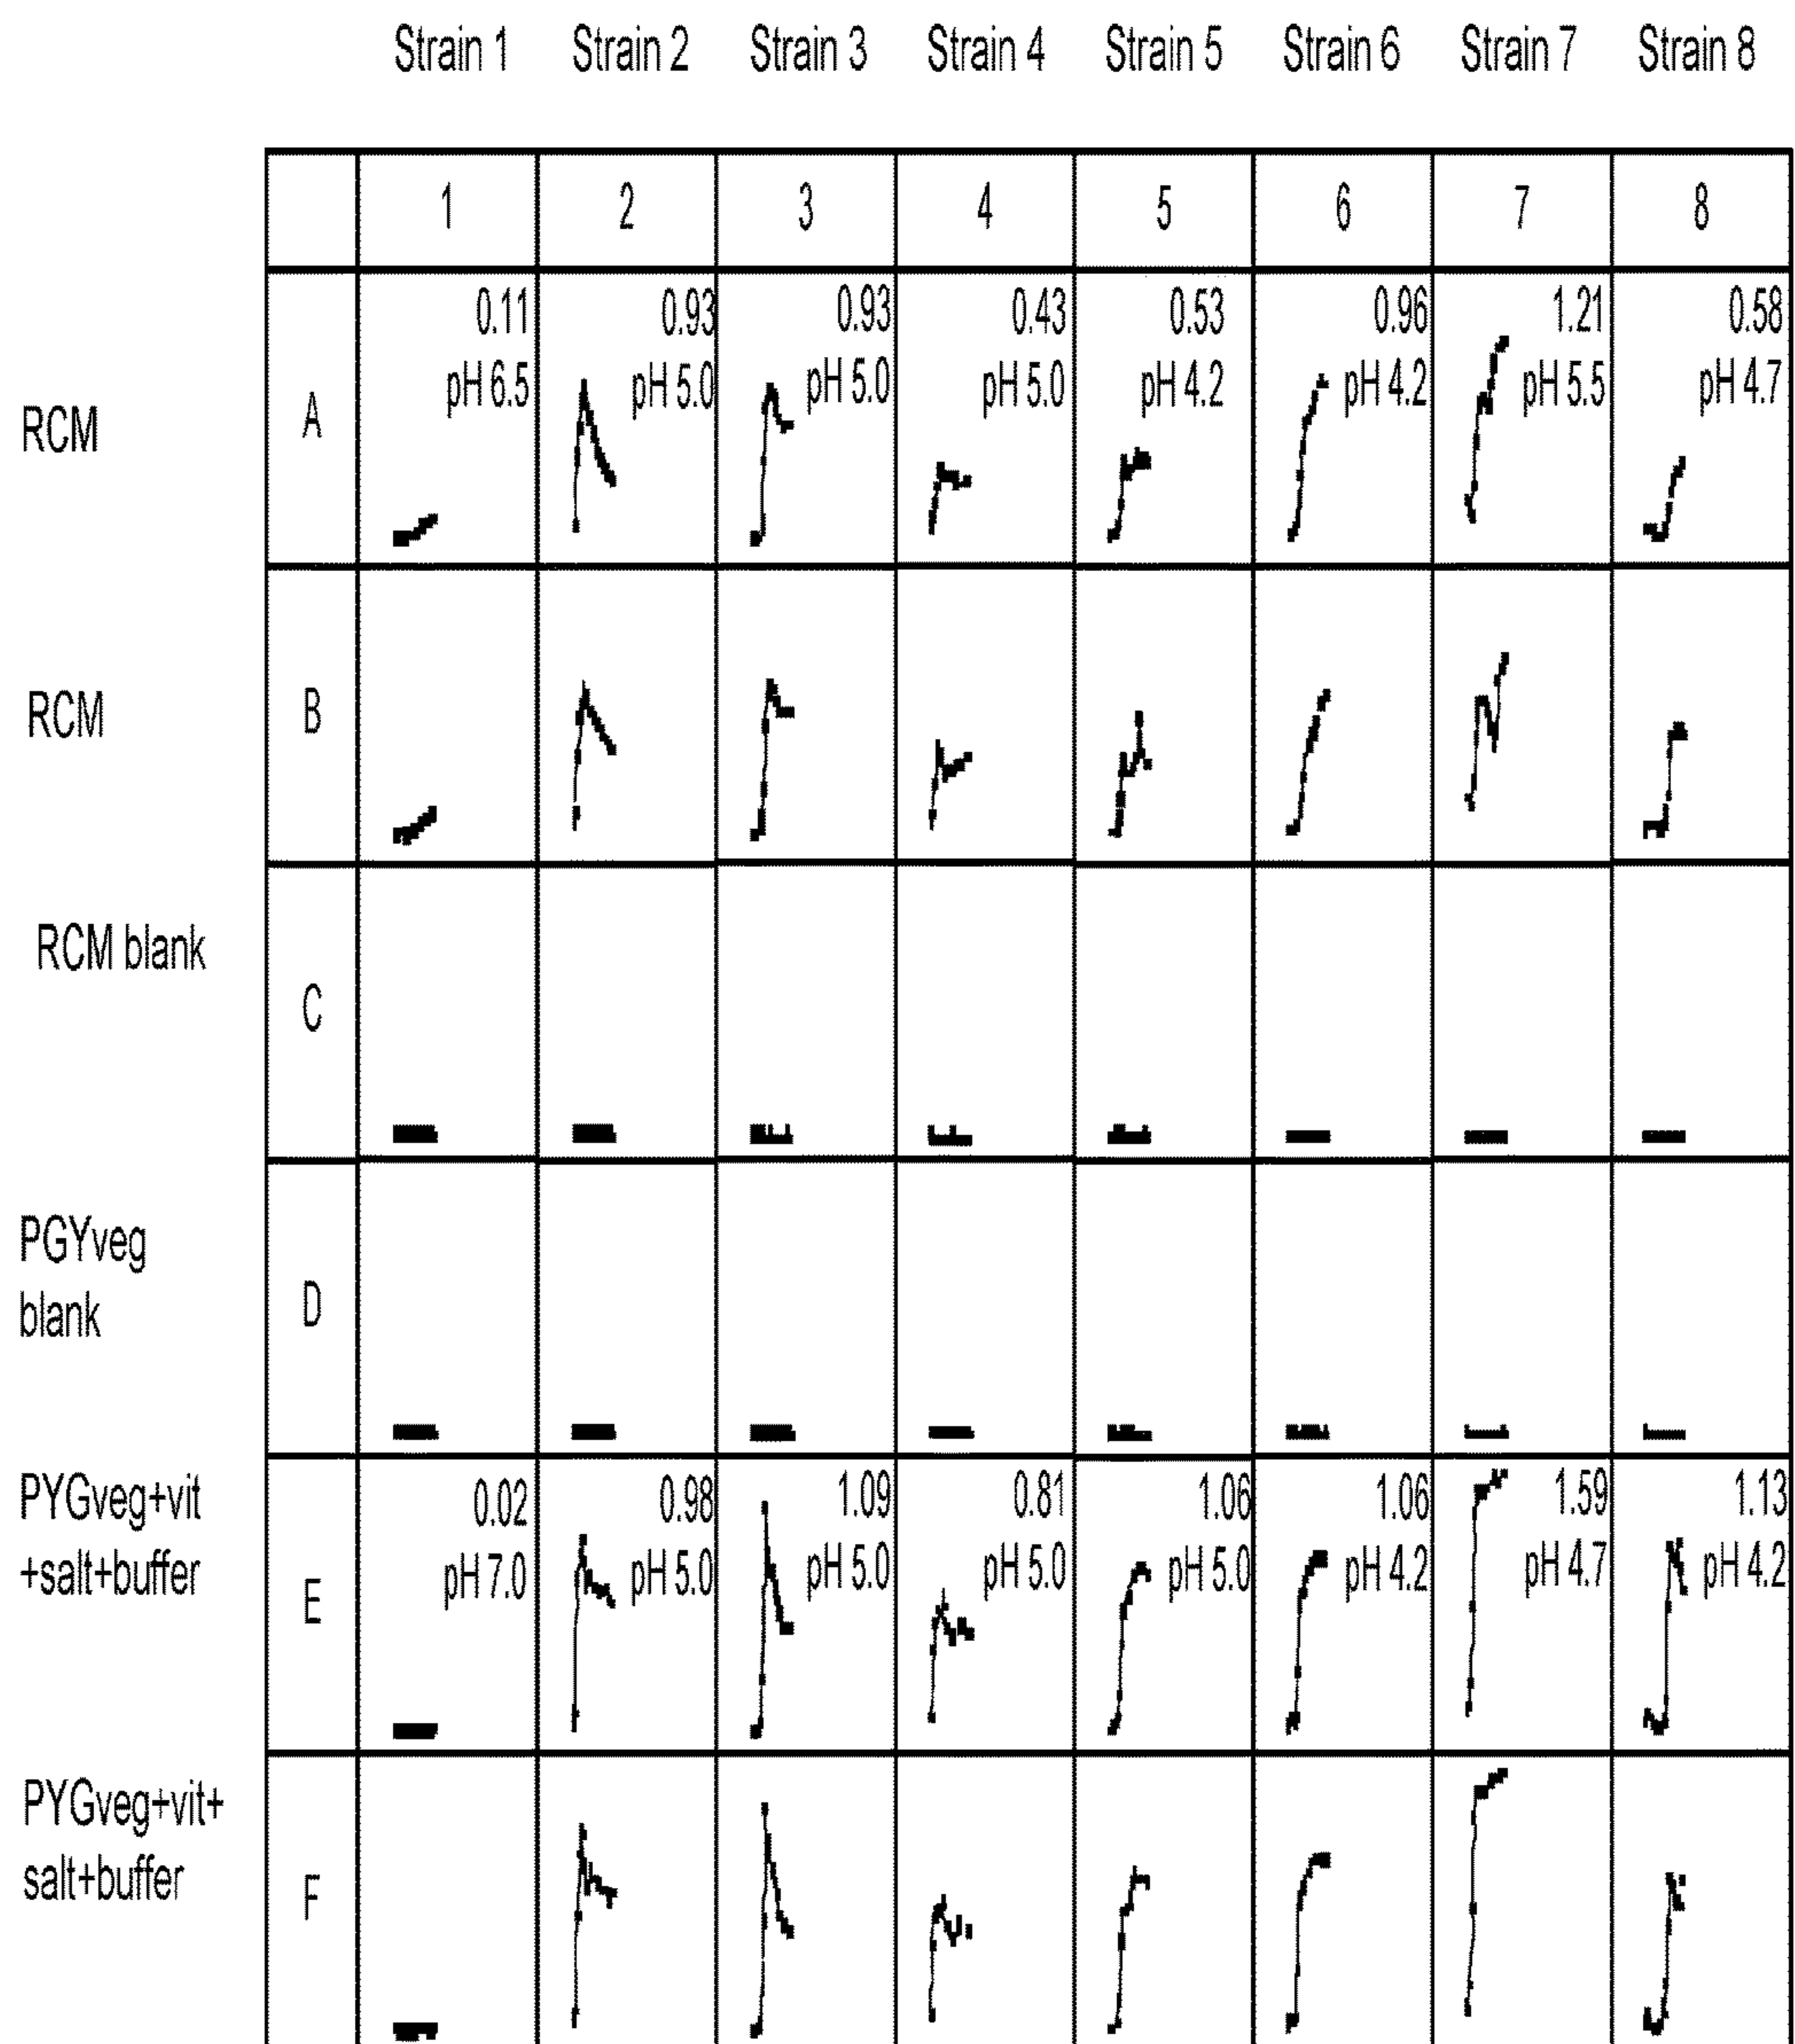 Strain 1 Strain 2 Strain 3 Strain 4 Strain 5 Strain 6 Strain 7 Strain 8
1 2 3 4 5 6 7 8
0.11 0.93 0.93 0.43 0.53 0.96 1.21 0.58
pH 6.5 pH 5.0 pH 5.0 pH 5.0 pH 4.2 pH 4.2 pH 5.5 pH 4.7
RCM A
RCM B
RCM blank
C
PGYveg
blank
D
PYGveg+vit
+salt+buffer
0.02 0.98 1.09 0.81 1.06 1.06 1.59 1.13
pH 7.0 pH 5.0 pH 5.0 pH 5.0 pH 5.0 pH 4.2 pH 4.7 pH 4.2
E
PYGveg+vit+
salt+buffer
F